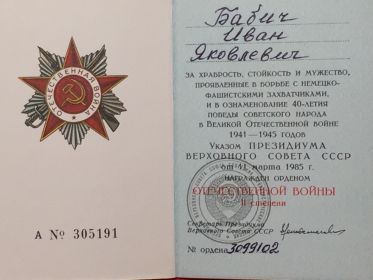 ОТЕЧЕСТВЕННАЯ ВОЙНА
А № 305191
Бабич
Иван
Яковлевич
ЗА ХРАБРОСТЬ, СТОЙКОСТЬ И МУЖЕСТВО,
ПРОЯВЛЕННЫЕ В БОРЬБЕ С НЕМЕЦКО-
ФАШИСТСКИМИ ЗАХВАТЧИКАМИ,
И В ОЗНАМЕНОВАНИЕ 40-ЛЕТИЯ
ПОБЕДЫ СОВЕТСКОГО НАРОДА
В ВЕЛИКОЙ ОТЕЧЕСТВЕННОЙ ВОЙНЕ
1941—1945 ГОДОВ
УКАЗОМ ПРЕЗИДИУМА
ВЕРХОВНОГО СОВЕТА СССР
от 11 марта 1985 г.
НАГРАЖДЕН ОРДЕНОМ
ОТЕЧЕСТВЕННОЙ ВОЙНЫ
II степени
Секретарь Президиума
Верховного Совета СССР
№ ордена 3099102